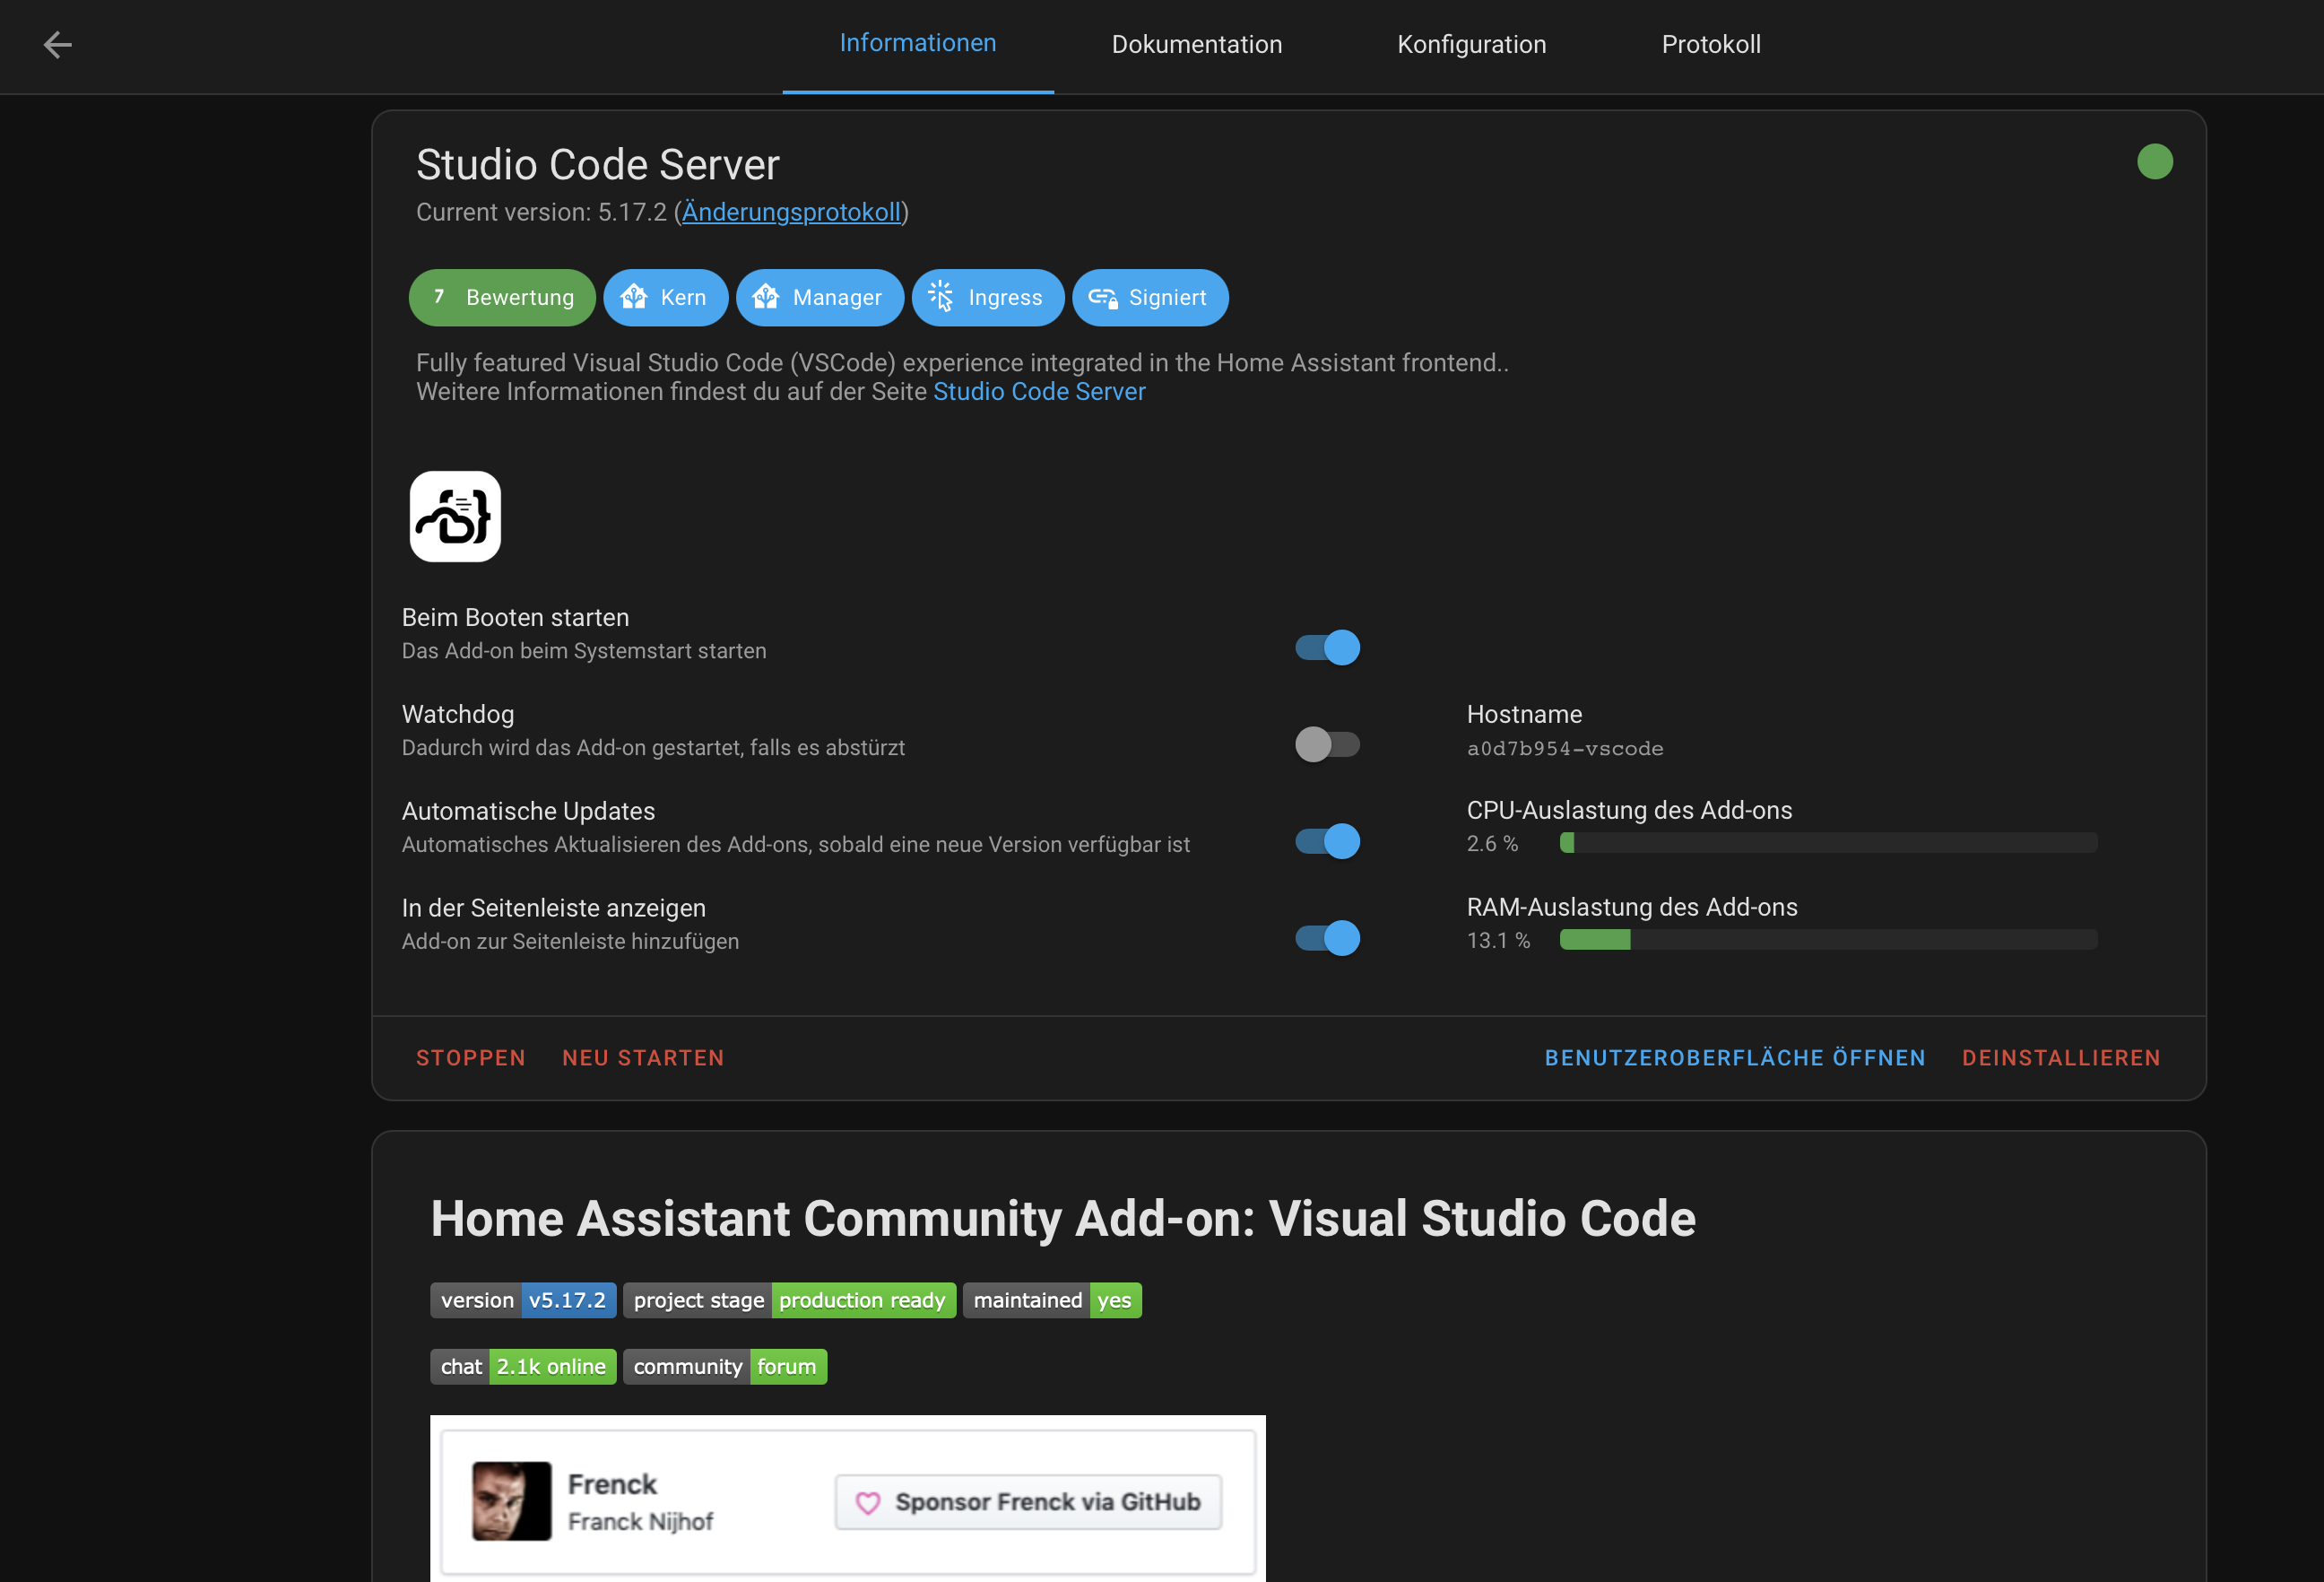 Informationen
Dokumentation
Konfiguration
Protokoll
Studio Code Server
Current version: 5.17.2 (Änderungsprotokoll)
7 Bewertung
Kern
Manager
Ingress
Signiert
Fully featured Visual Studio Code (VSCode) experience integrated in the Home Assistant frontend..
Weitere Informationen findest du auf der Seite Studio Code Server
Beim Booten starten
Das Add-on beim Systemstart starten
Watchdog
Dadurch wird das Add-on gestartet, falls es abstürzt
Automatische Updates
Automatisches Aktualisieren des Add-ons, sobald eine neue Version verfügbar ist
In der Seitenleiste anzeigen
Add-on zur Seitenleiste hinzufügen
Hostname
a0d7b954-vscode
CPU-Auslastung des Add-ons
2.6 %
RAM-Auslastung des Add-ons
13.1 %
STOPPEN
NEU STARTEN
BENUTZEROBERFLÄCHE ÖFFNEN
DEINSTALLIEREN
Home Assistant Community Add-on: Visual Studio Code
version v5.17.2
project stage production ready
maintained yes
chat 2.1k online
community forum
Frenck
Franck Nijhof
Sponsor Frenck via GitHub